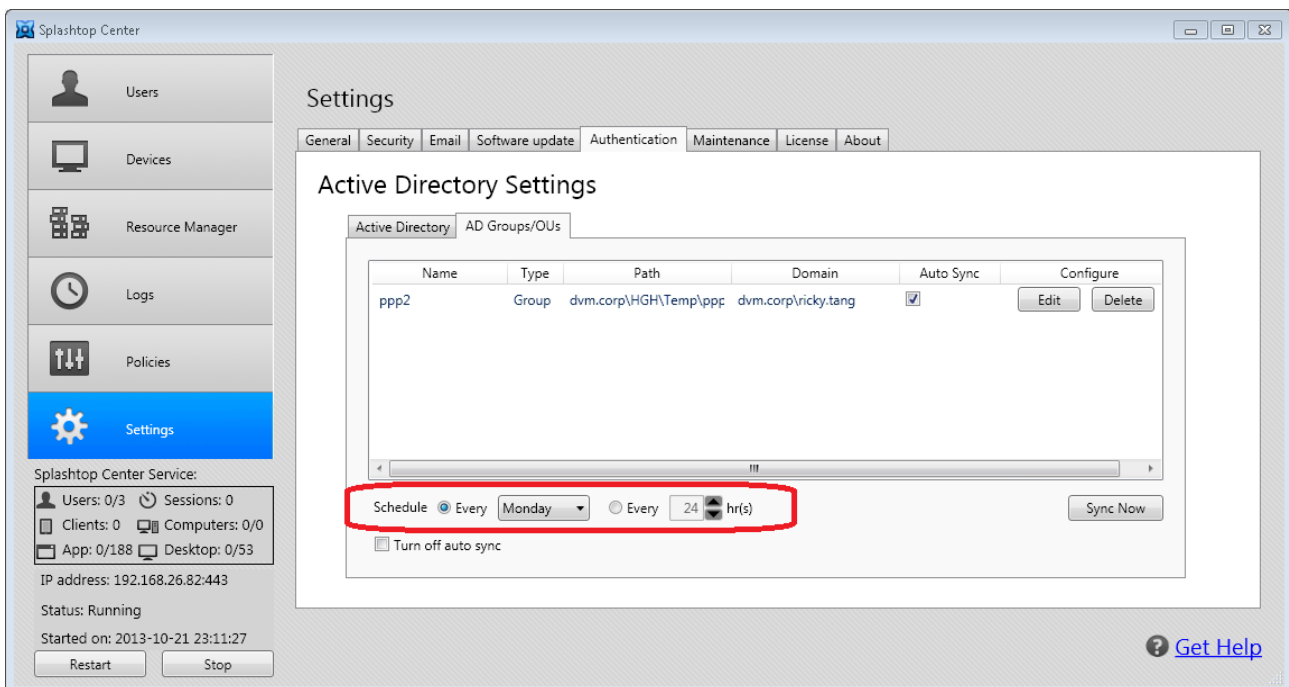 Splashtop Center
Users
Devices
Resource Manager
Logs
Policies
Settings
Splashtop Center Service:
Users: 0/3 Sessions: 0
Clients: 0 Computers: 0/0
App: 0/188 Desktop: 0/53
IP address: 192.168.26.82:443
Status: Running
Started on: 2013-10-21 23:11:27
Restart Stop
Settings
General Security Email Software update Authentication Maintenance License About
Active Directory Settings
Active Directory AD Groups/OUs
Name Type Path Domain Auto Sync Configure
ppp2 Group dvm.corp\HGH\Temp\ppp dvm.corp\ricky.tang Edit Delete
Schedule Every Monday Every 24 hr(s) Sync Now
Turn off auto sync
Get Help